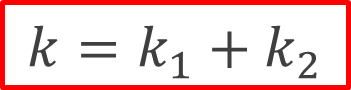 k = k₁ + k₂